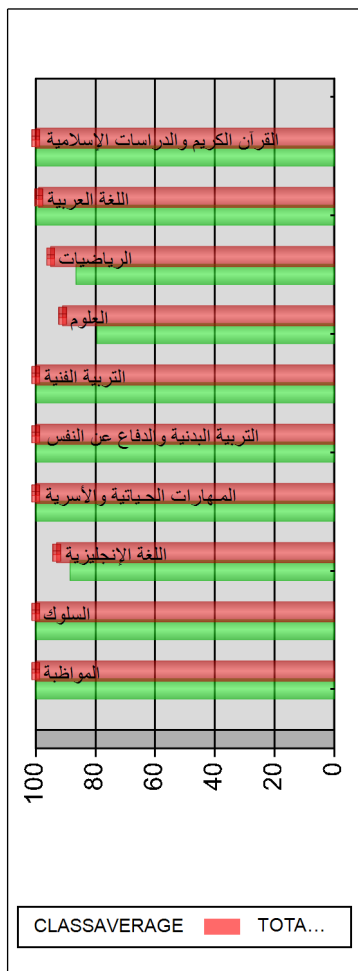 القرآن الكريم والدراسات الإسلامية
اللغة العربية
الرياضيات
العلوم
التربية الفنية
التربية البدنية والدفاع عن النفس
المهارات الحياتية والأسرية
اللغة الإنجليزية
السلوك
المواظبة
100 80 60 40 20 0
CLASSAVERAGE TOTA...